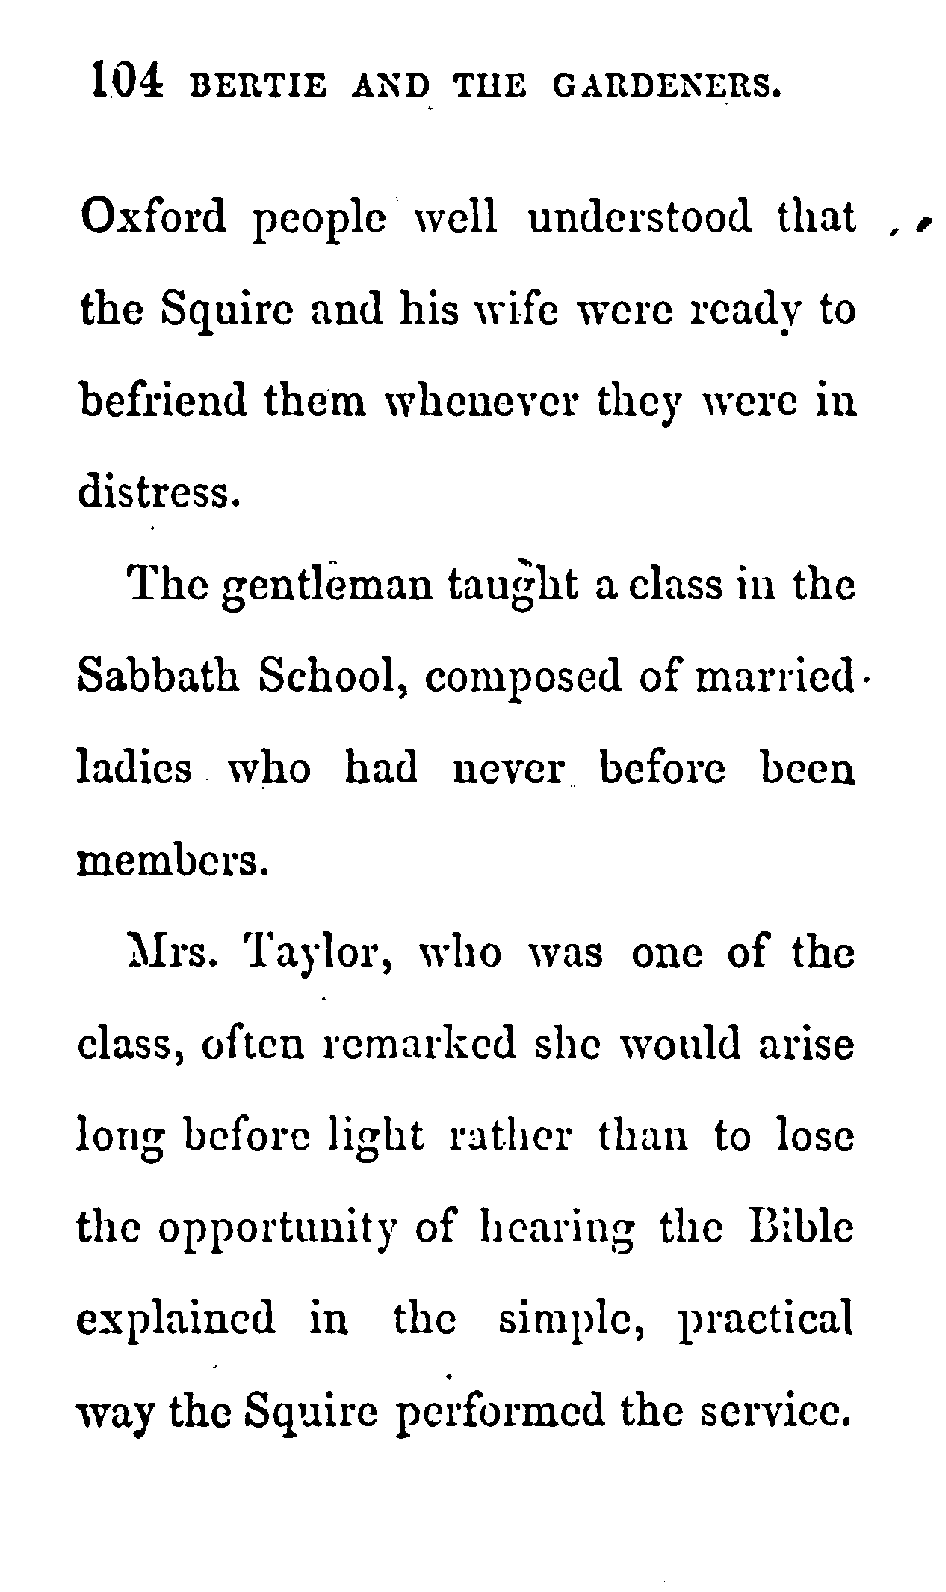 104 BERTIE AND THE GARDENERS.
Oxford people well understood that
the Squire and his wife were ready to
befriend them whenever they were in
distress.
The gentleman taught a class in the
Sabbath School, composed of married
ladies who had never before been
members.
Mrs. Taylor, who was one of the
class, often remarked she would arise
long before light rather than to lose
the opportunity of hearing the Bible
explained in the simple, practical
way the Squire performed the service.